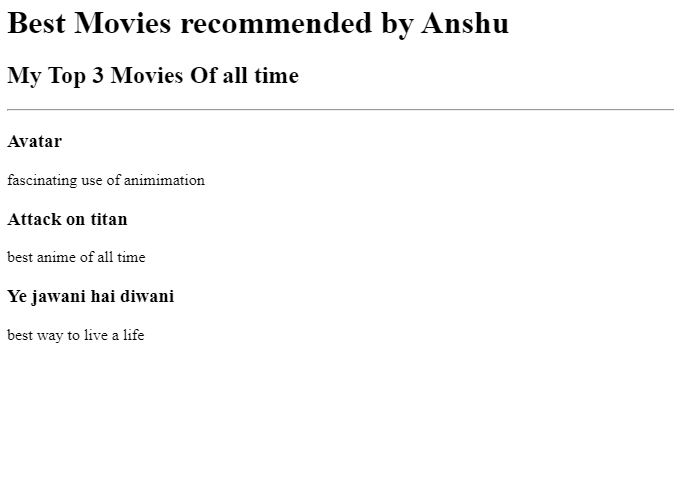 Best Movies recommended by Anshu
My Top 3 Movies Of all time
Avatar
fascinating use of animimation
Attack on titan
best anime of all time
Ye jawani hai diwani
best way to live a life